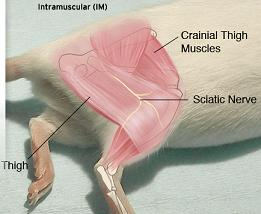 Intramuscular (IM)
Crainial Thigh
Muscles
Sciatic Nerve
Thigh